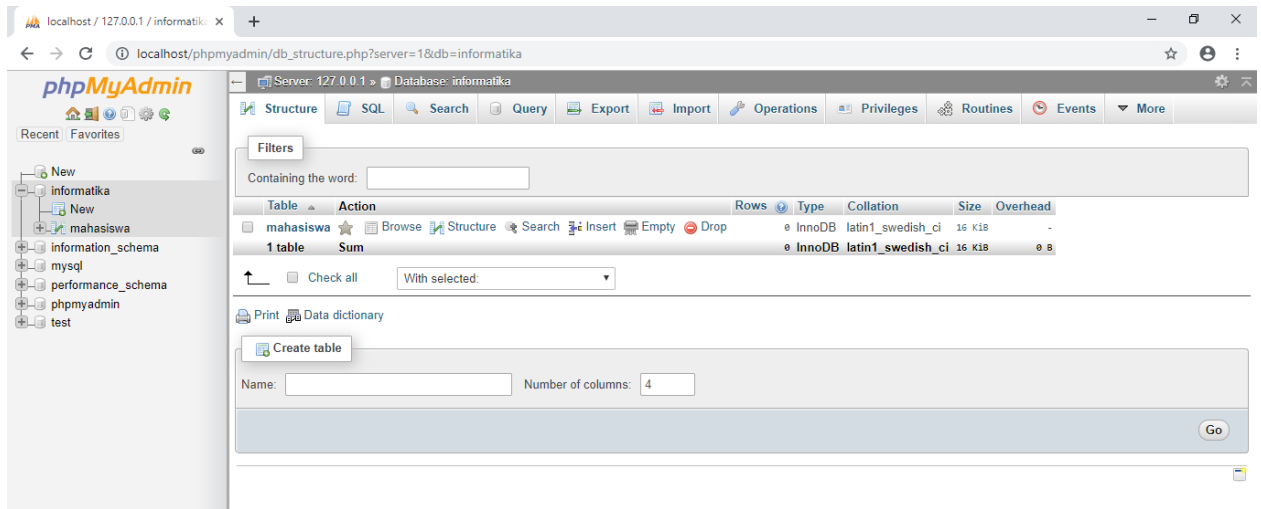 localhost / 127.0.0.1 / informatika
localhost/phpmyadmin/db_structure.php?server=1&db=informatika
phpMyAdmin
Recent Favorites
New
informatika
New
mahasiswa
information_schema
mysql
performance_schema
phpmyadmin
test
Server: 127.0.0.1 » Database: informatika
Structure SQL Search Query Export Import Operations Privileges Routines Events More
Filters
Containing the word:
Table Action Rows Type Collation Size Overhead
mahasiswa Browse Structure Search Insert Empty Drop 0 InnoDB latin1_swedish_ci 16 KiB -
1 table Sum 0 InnoDB latin1_swedish_ci 16 KiB 0 B
Check all With selected:
Print Data dictionary
Create table
Name: Number of columns: 4
Go